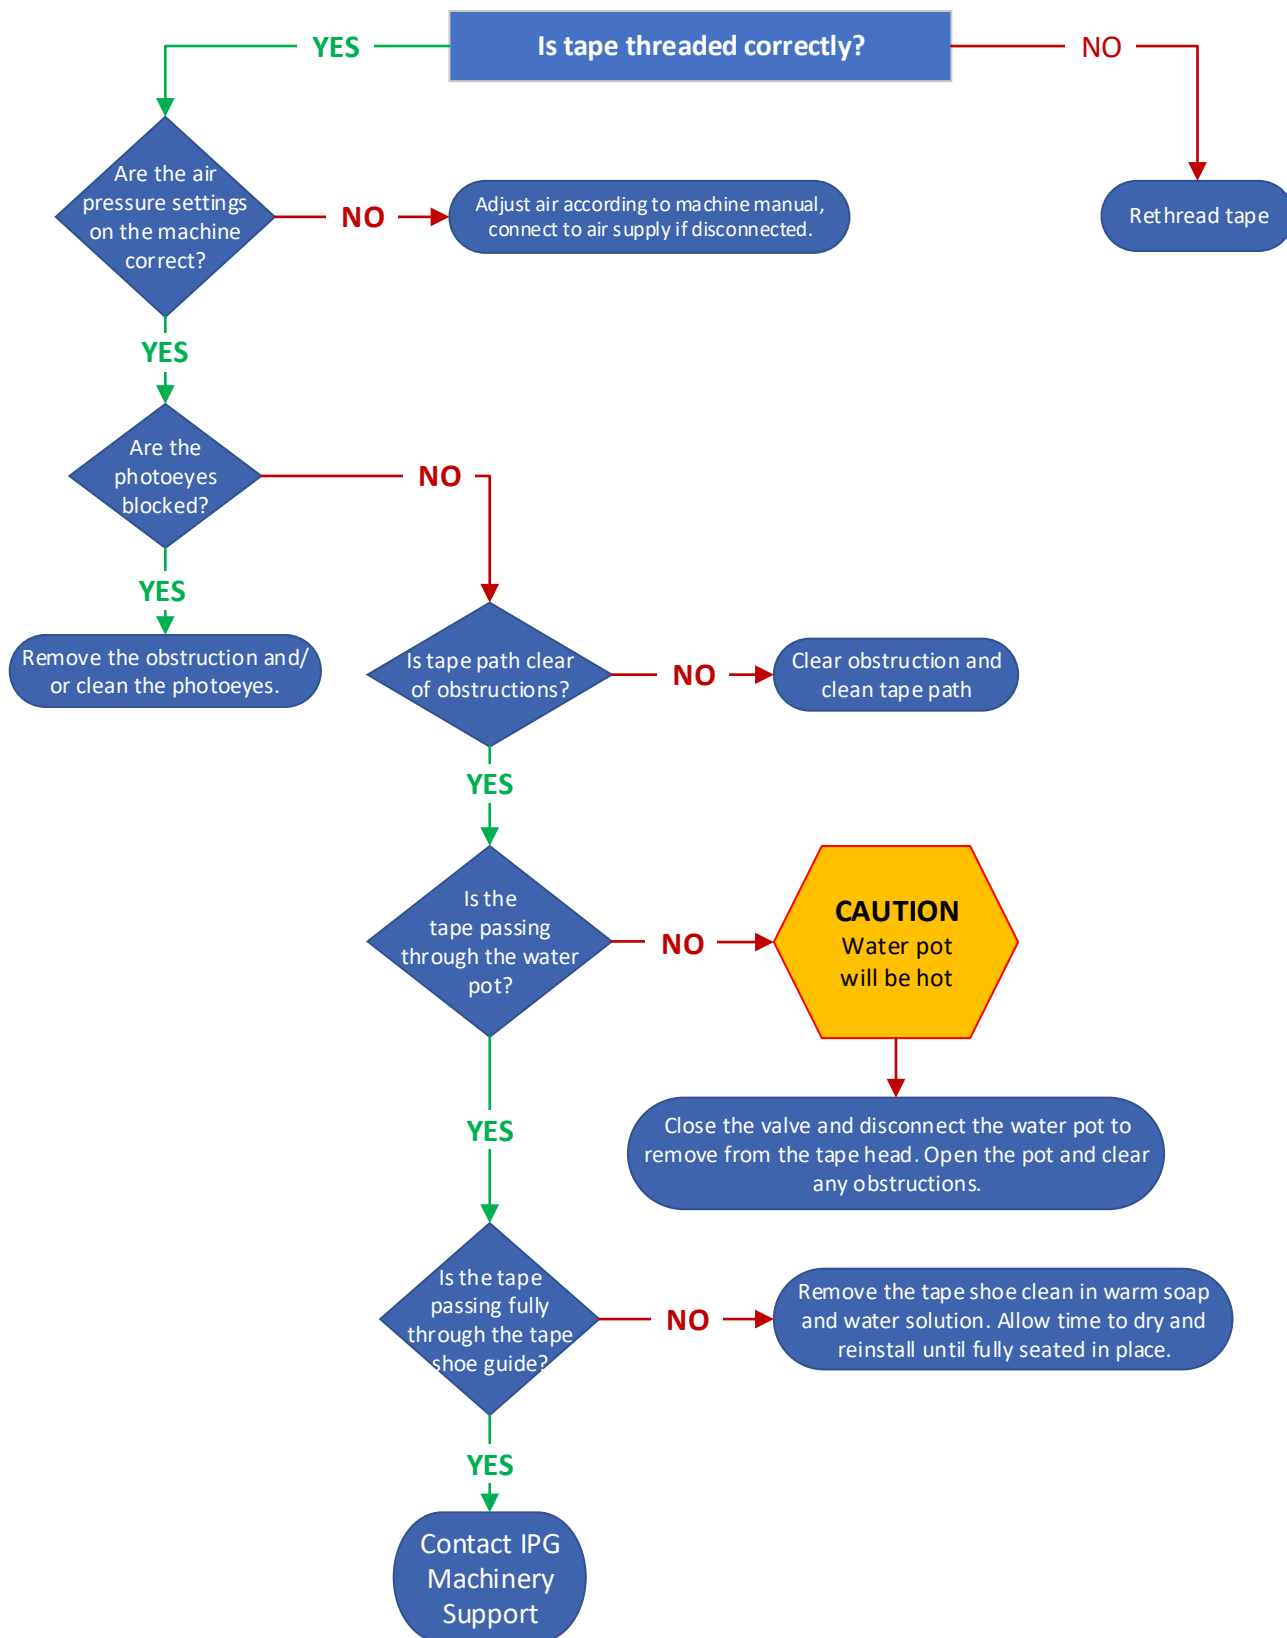 YES
Is tape threaded correctly?
NO
Are the air
pressure settings
on the machine
correct?
NO
Adjust air according to machine manual,
connect to air supply if disconnected.
Rethread tape
YES
Are the
photoeyes
blocked?
NO
YES
Remove the obstruction and/
or clean the photoeyes.
Is tape path clear
of obstructions?
NO
Clear obstruction and
clean tape path
YES
Is the
tape passing
through the water
pot?
NO
CAUTION
Water pot
will be hot
Close the valve and disconnect the water pot to
remove from the tape head. Open the pot and clear
any obstructions.
YES
Is the tape
passing fully
through the tape
shoe guide?
NO
Remove the tape shoe clean in warm soap
and water solution. Allow time to dry and
reinstall until fully seated in place.
YES
Contact IPG
Machinery
Support